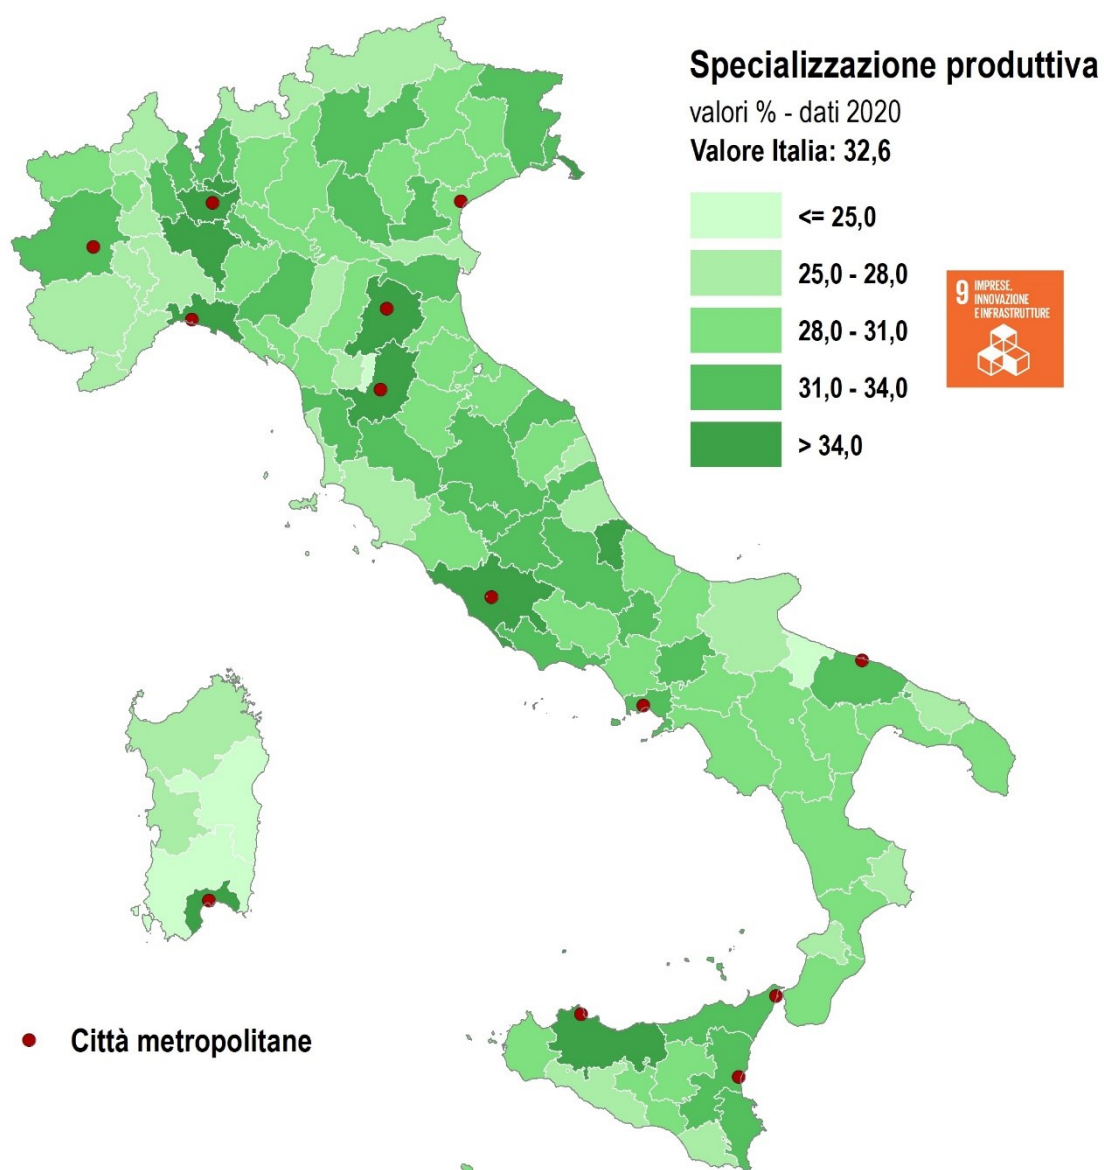 Specializzazione produttiva
valori % - dati 2020
Valore Italia: 32,6
<= 25,0
25,0 - 28,0
28,0 - 31,0
31,0 - 34,0
> 34,0
9 IMPRESE,
INNOVAZIONE
E INFRASTRUTTURE
Città metropolitane